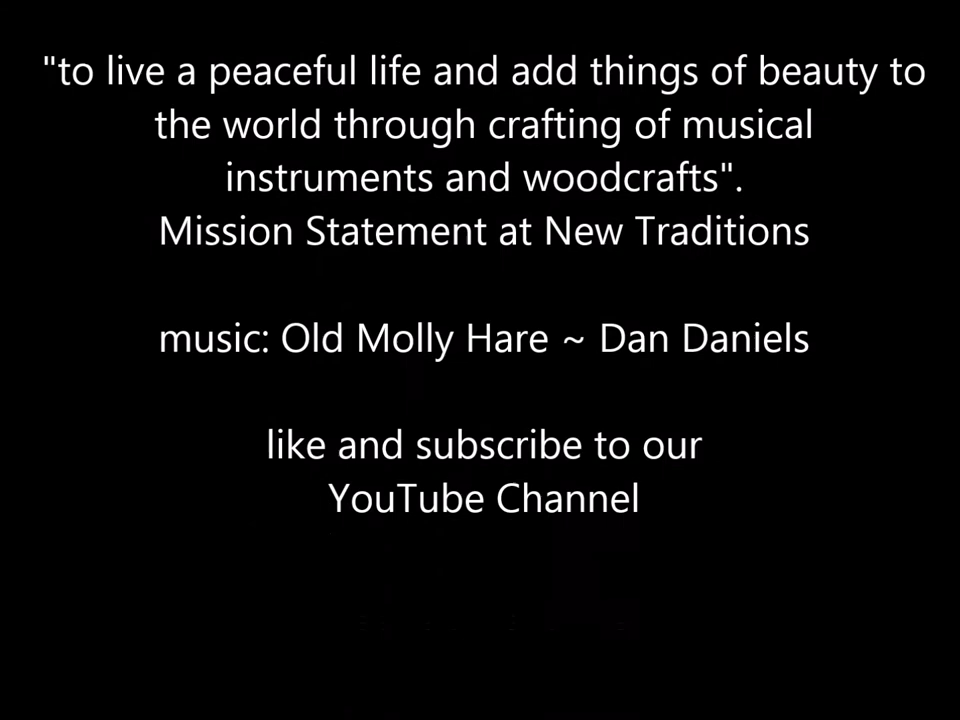 "to live a peaceful life and add things of beauty to
the world through crafting of musical
instruments and woodcrafts".
Mission Statement at New Traditions
music: Old Molly Hare ~ Dan Daniels
like and subscribe to our
YouTube Channel